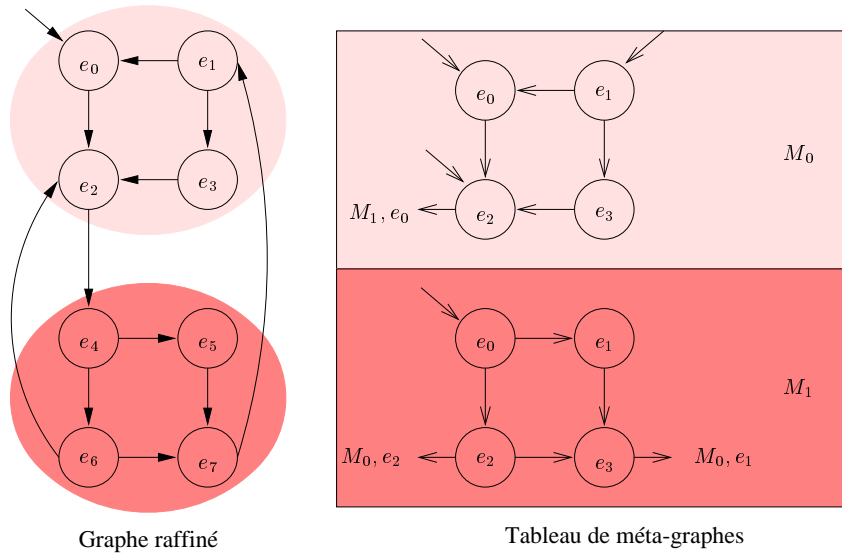 e₀ e₁
e₂ e₃
e₄ e₅
e₆ e₇
Graphe raffiné
e₀ e₁
M₀
M₁, e₀ e₂ e₃
e₀ e₁
M₁
M₀, e₂ e₂ e₃ M₀, e₁
Tableau de méta-graphes